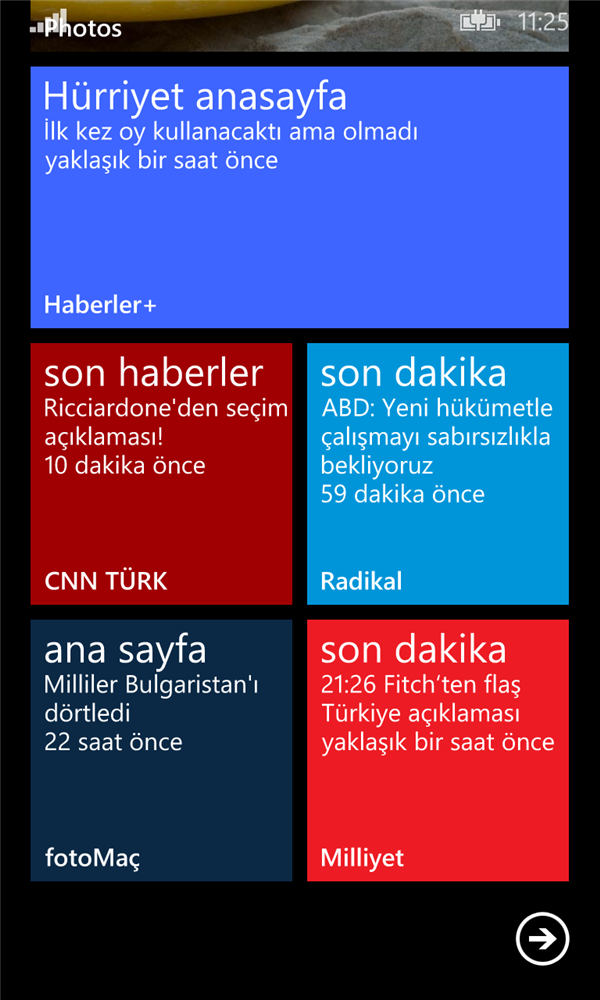 Photos
11:25
Hürriyet anasayfa
İlk kez oy kullanacaktı ama olmadı
yaklaşık bir saat önce
Haberler+
son haberler
Ricciardone'den seçim
açıklaması!
10 dakika önce
CNN TÜRK
son dakika
ABD: Yeni hükümetle
çalışmayı sabırsızlıkla
bekliyoruz
59 dakika önce
Radikal
ana sayfa
Milliler Bulgaristan'ı
dörtledi
22 saat önce
fotoMaç
son dakika
21:26 Fitch’ten flaş
Türkiye açıklaması
yaklaşık bir saat önce
Milliyet